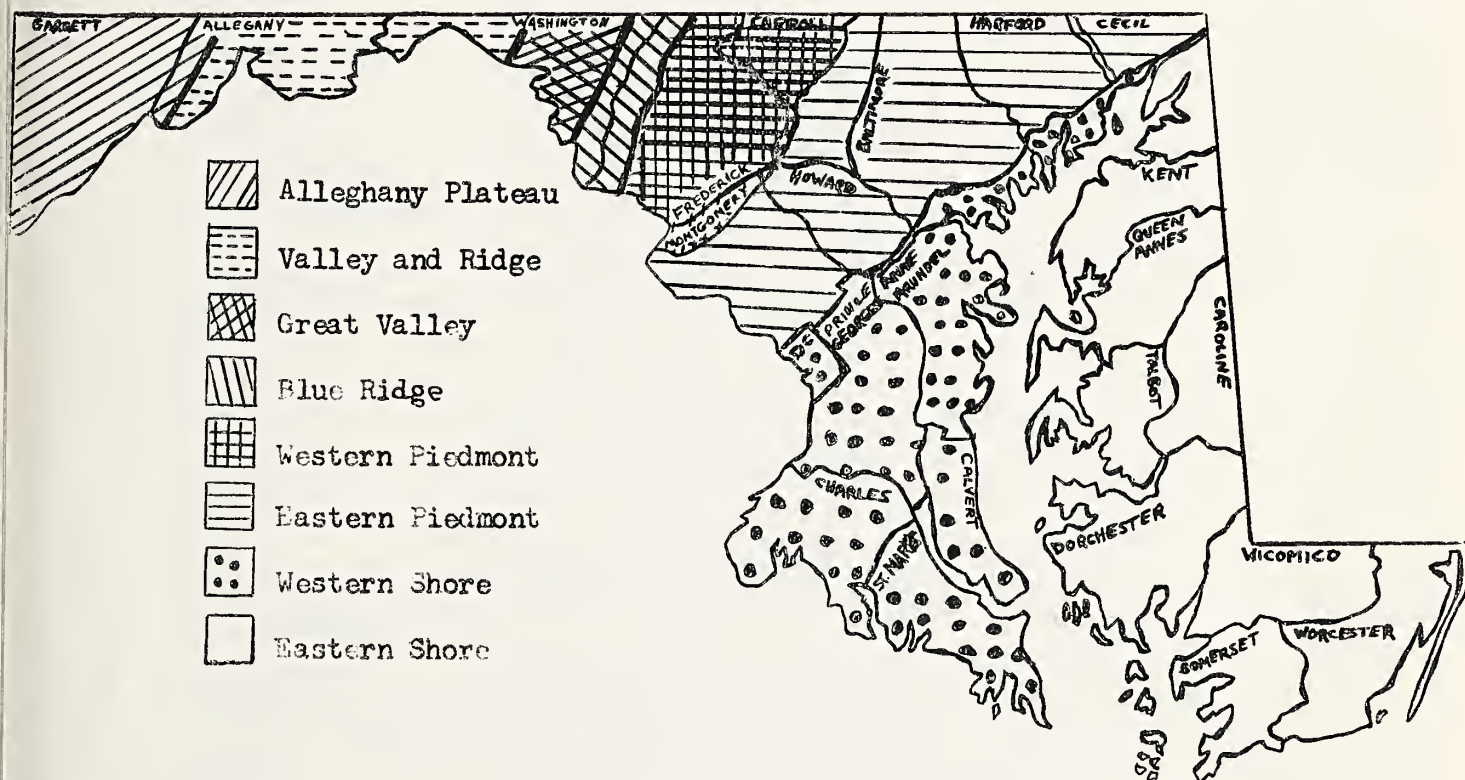 GARRETT
ALLEGANY
WASHINGTON
CARROLL
HARFORD
CECIL
BALTIMORE
FREDERICK
MONTGOMERY
HOWARD
KENT
QUEEN
ANNES
ANNE
ARUNDEL
PRINCE
GEORGES
D.C.
CAROLINE
TALBOT
CALVERT
CHARLES
ST. MARYS
DORCHESTER
WICOMICO
WORCESTER
SOMERSET
Alleghany Plateau
Valley and Ridge
Great Valley
Blue Ridge
Western Piedmont
Eastern Piedmont
Western Shore
Eastern Shore